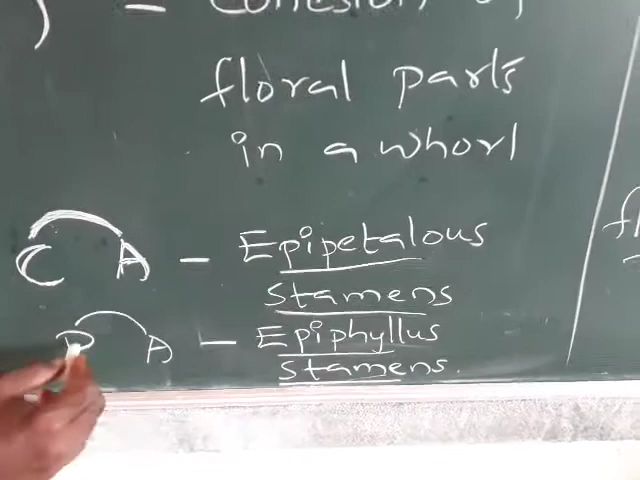 ) - Cohesion of
floral parts
in a whorl
C A - Epipetalous
stamens
P A - Epiphyllus
stamens.